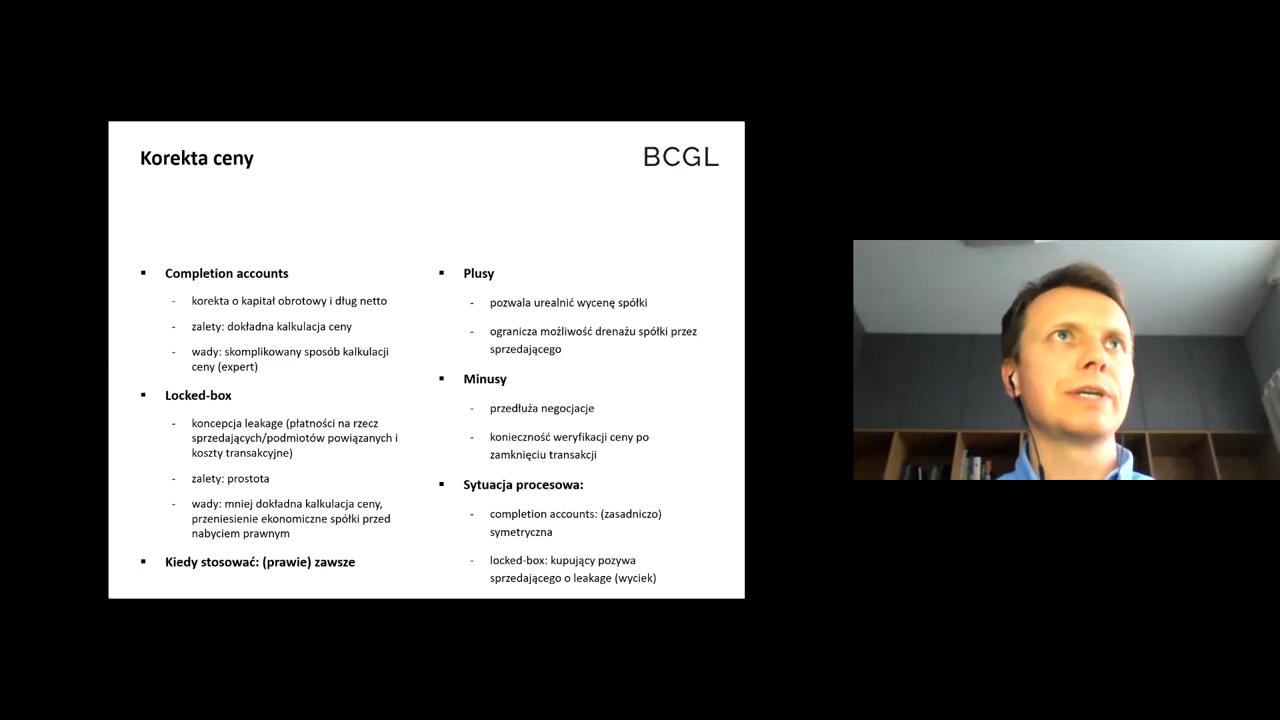 Korekta ceny
BCGL
▪ Completion accounts
- korekta o kapitał obrotowy i dług netto
- zalety: dokładna kalkulacja ceny
- wady: skomplikowany sposób kalkulacji
ceny (expert)
▪ Locked-box
- koncepcja leakage (płatności na rzecz
sprzedających/podmiotów powiązanych i
koszty transakcyjne)
- zalety: prostota
- wady: mniej dokładna kalkulacja ceny,
przeniesienie ekonomiczne spółki przed
nabyciem prawnym
▪ Kiedy stosować: (prawie) zawsze
▪ Plusy
- pozwala urealnić wycenę spółki
- ogranicza możliwość drenażu spółki przez
sprzedającego
▪ Minusy
- przedłuża negocjacje
- konieczność weryfikacji ceny po
zamknięciu transakcji
▪ Sytuacja procesowa:
- completion accounts: (zasadniczo)
symetryczna
- locked-box: kupujący pozywa
sprzedającego o leakage (wyciek)